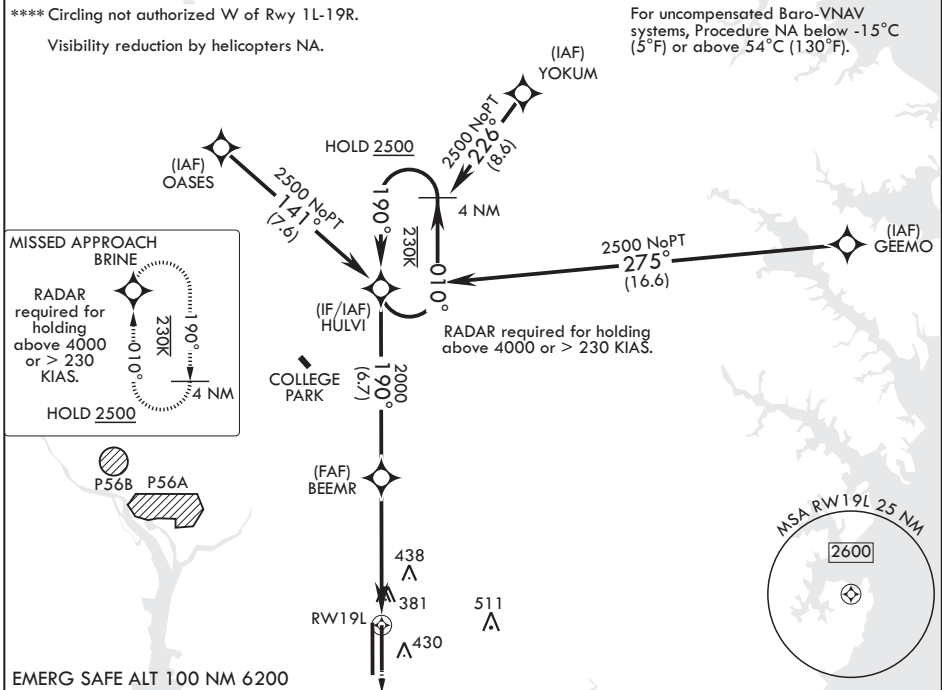 **** Circling not authorized W of Rwy 1L-19R.
Visibility reduction by helicopters NA.
For uncompensated Baro-VNAV
systems, Procedure NA below -15°C
(5°F) or above 54°C (130°F).
(IAF)
YOKUM
2500 NoPT
226°
(8.6)
HOLD 2500
(IAF)
OASES
2500 NoPT
141°
(7.6)
190°
230K
010°
4 NM
(IAF)
GEEMO
2500 NoPT
275°
(16.6)
MISSED APPROACH
BRINE
RADAR
required for
holding
above 4000
or > 230
KIAS.
010°
230K
190°
4 NM
HOLD 2500
(IF/IAF)
HULVI
RADAR required for holding
above 4000 or > 230 KIAS.
COLLEGE
PARK
2000
190°
(6.7)
P56B
P56A
(FAF)
BEEMR
438
381
511
RW19L
430
MSA RW19L 25 NM
2600
EMERG SAFE ALT 100 NM 6200